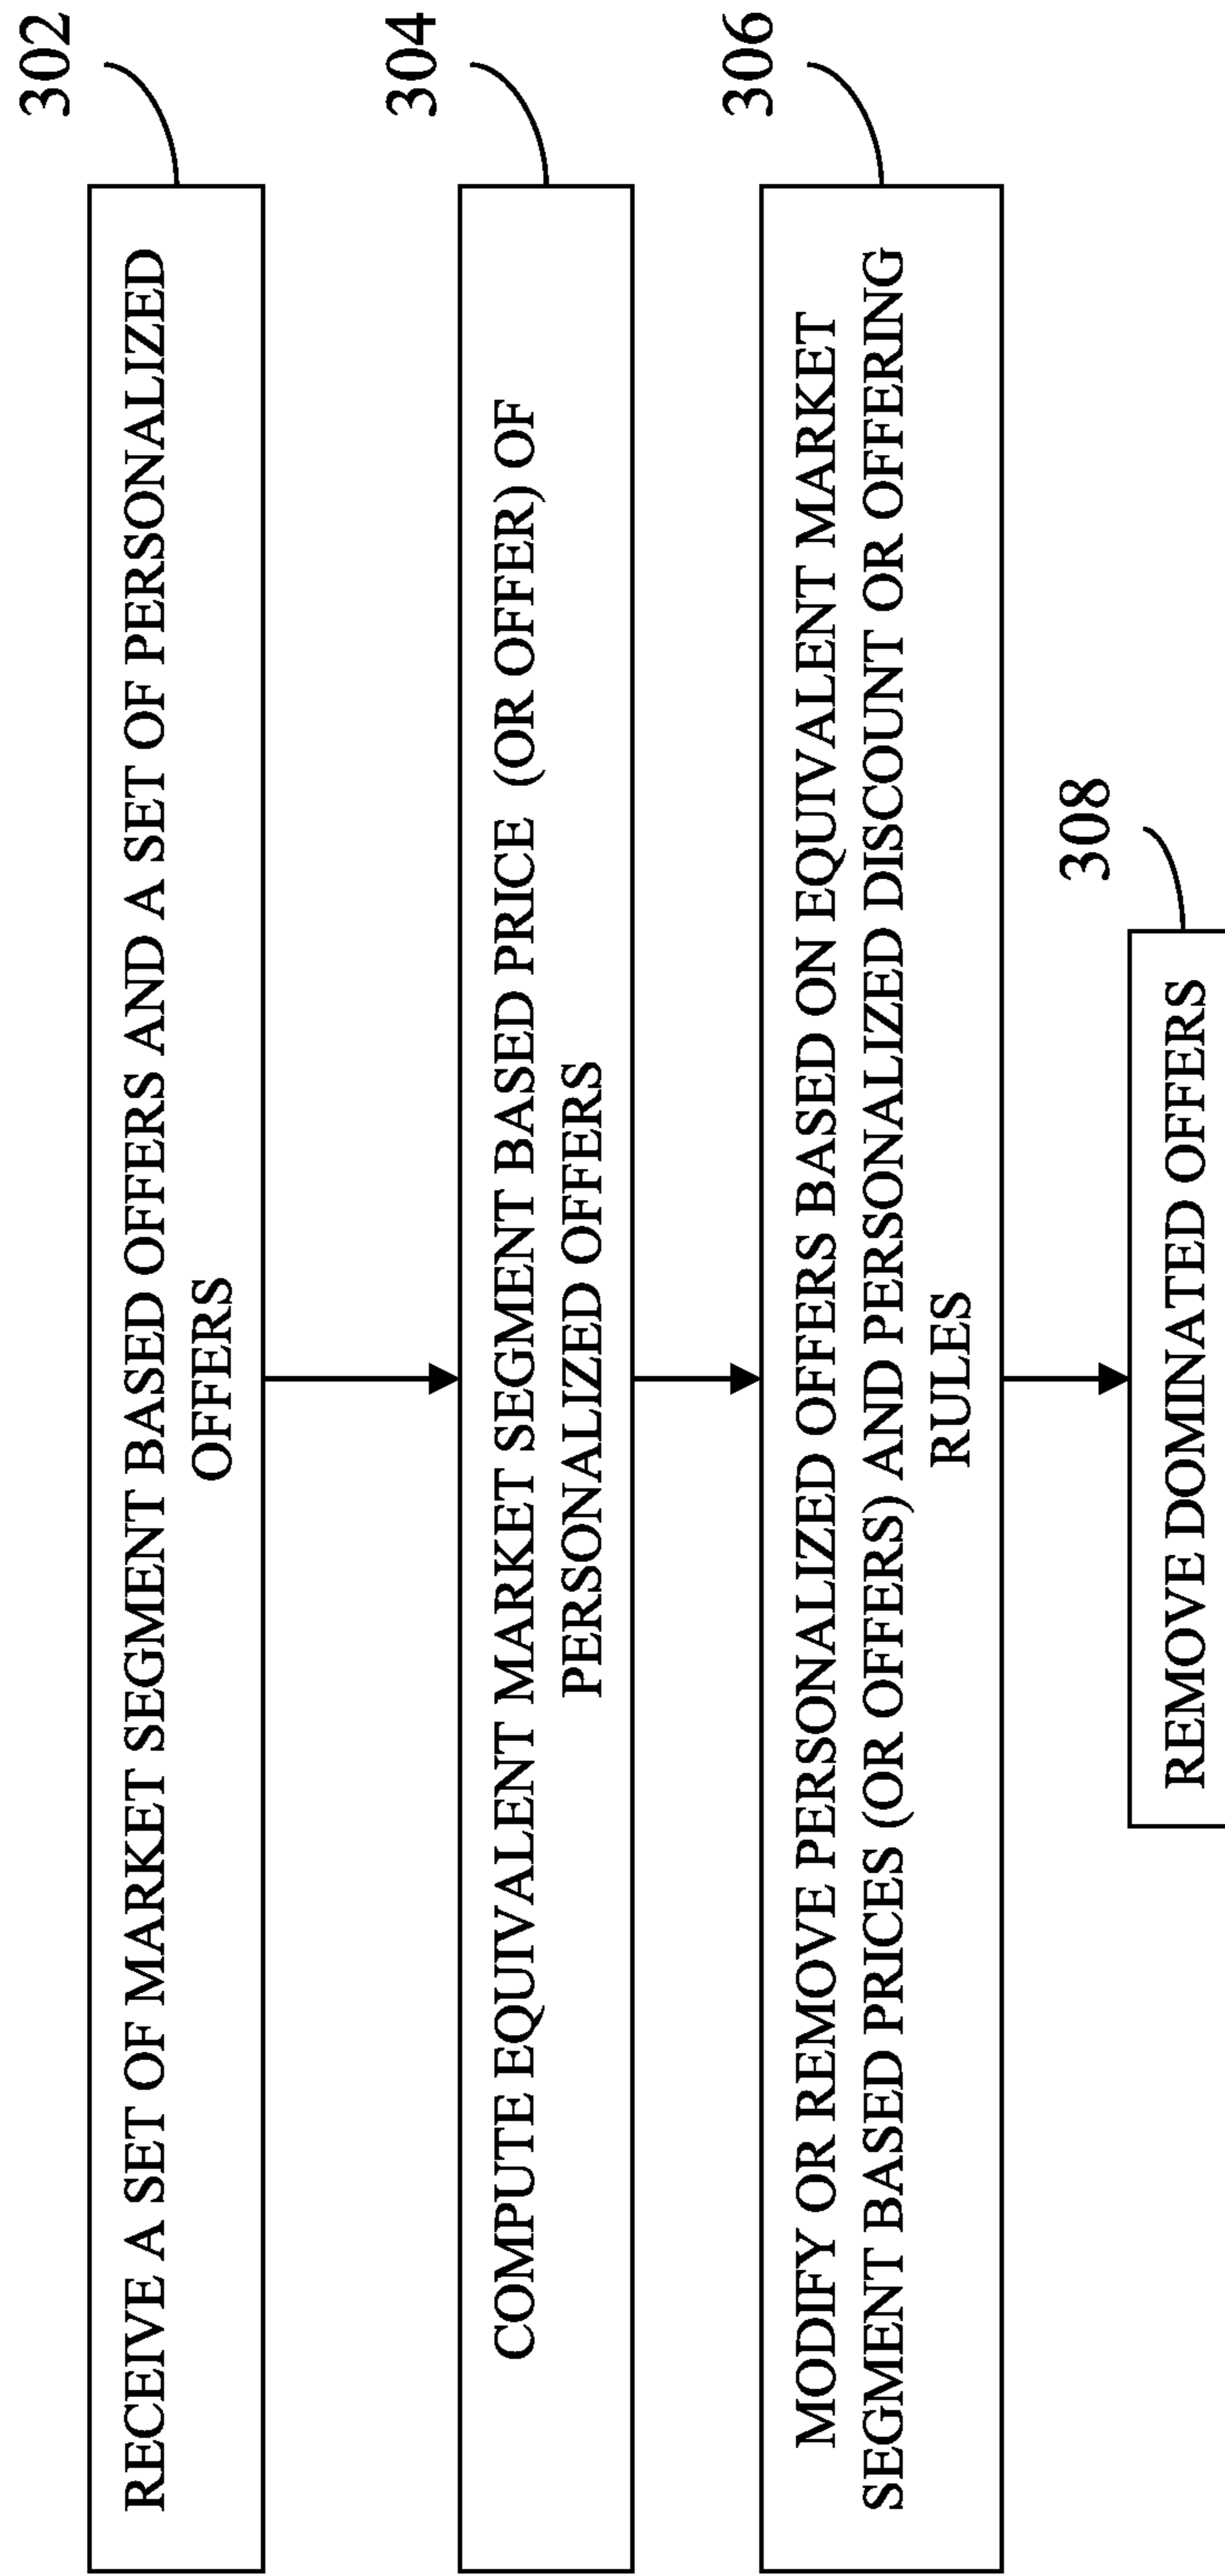 302
RECEIVE A SET OF MARKET SEGMENT BASED OFFERS AND A SET OF PERSONALIZED
OFFERS
304
COMPUTE EQUIVALENT MARKET SEGMENT BASED PRICE (OR OFFER) OF
PERSONALIZED OFFERS
306
MODIFY OR REMOVE PERSONALIZED OFFERS BASED ON EQUIVALENT MARKET
SEGMENT BASED PRICES (OR OFFERS) AND PERSONALIZED DISCOUNT OR OFFERING
RULES
308
REMOVE DOMINATED OFFERS